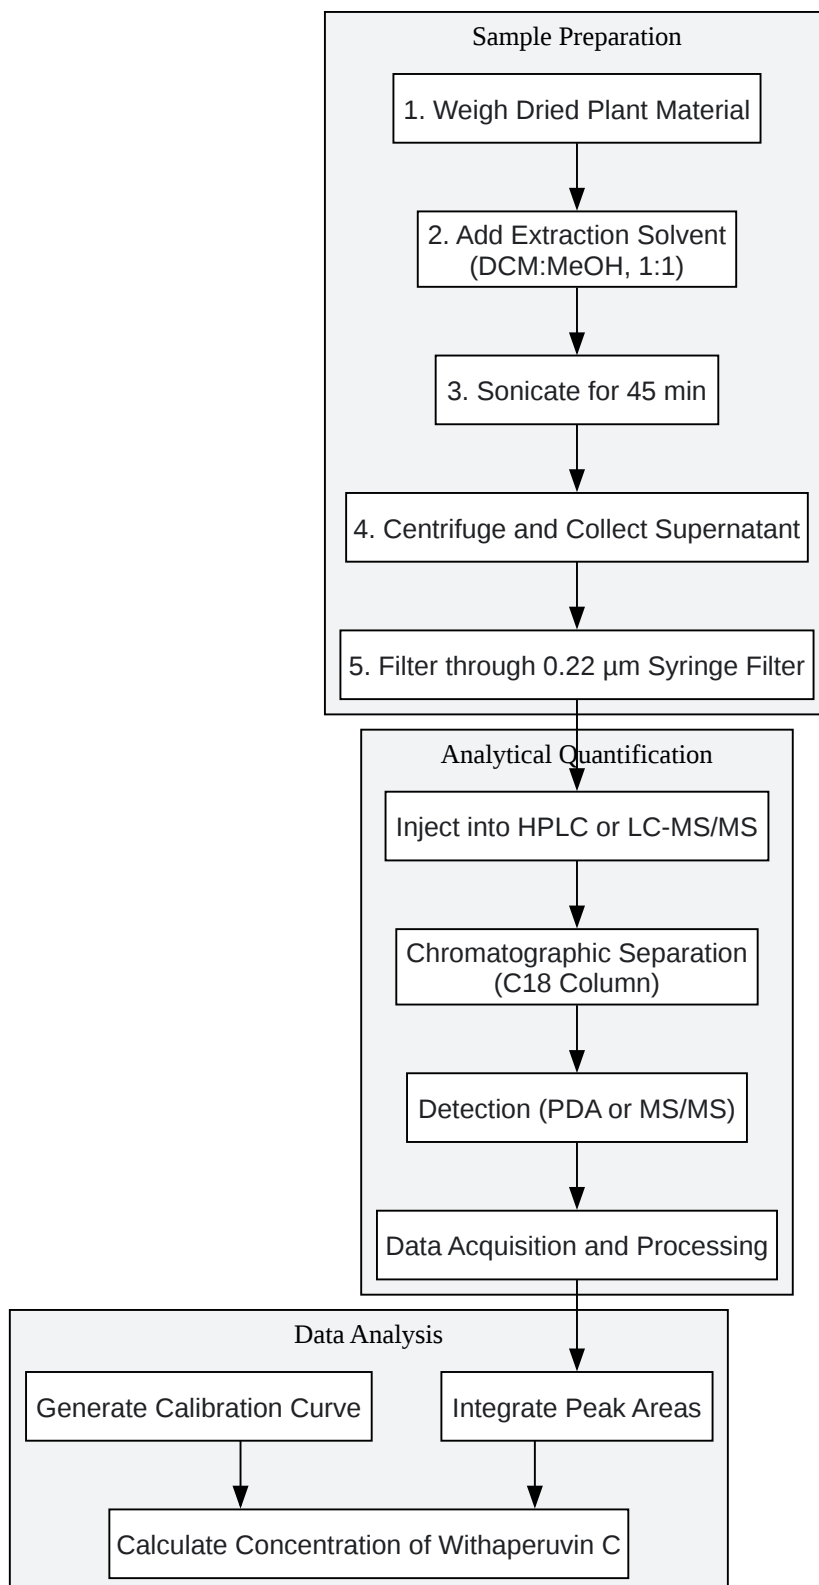 Sample Preparation
1. Weigh Dried Plant Material
2. Add Extraction Solvent
(DCM:MeOH, 1:1)
3. Sonicate for 45 min
4. Centrifuge and Collect Supernatant
5. Filter through 0.22 µm Syringe Filter
Analytical Quantification
Inject into HPLC or LC-MS/MS
Chromatographic Separation
(C18 Column)
Detection (PDA or MS/MS)
Data Acquisition and Processing
Data Analysis
Generate Calibration Curve
Integrate Peak Areas
Calculate Concentration of Withaperuvin C